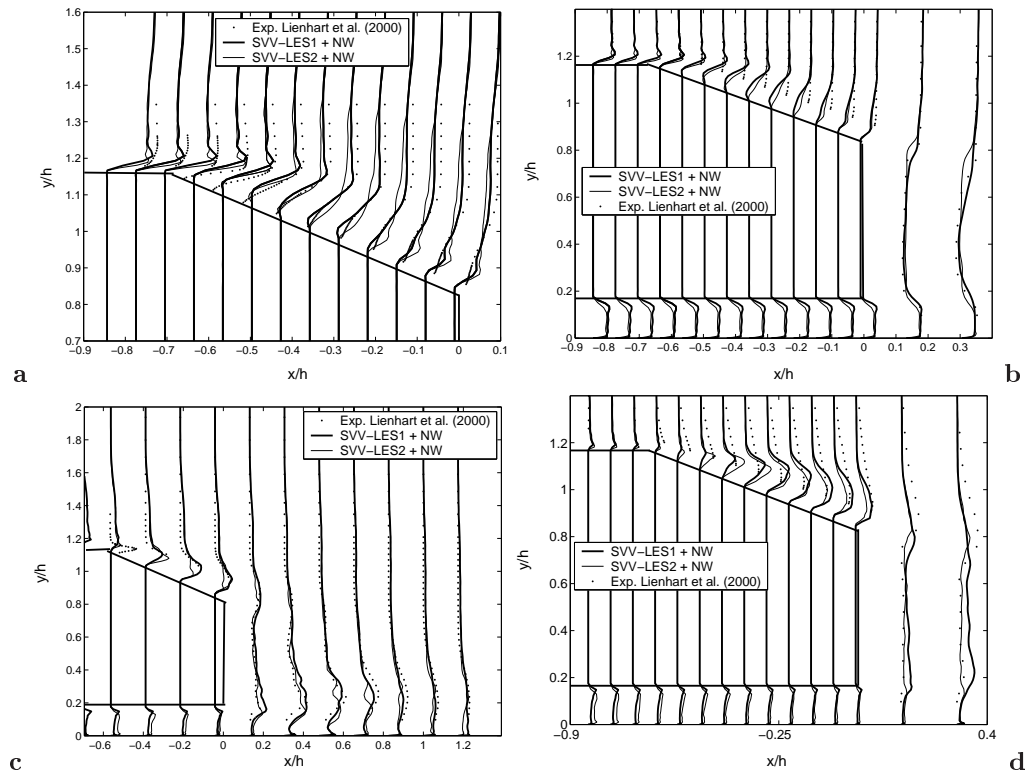 1.6
1.5
1.4
1.3
1.2
1.1
1
0.9
0.8
0.7
y/h
Exp. Lienhart et al. (2000)
SVV−LES1 + NW
SVV−LES2 + NW
−0.9 −0.8 −0.7 −0.6 −0.5 −0.4 −0.3 −0.2 −0.1 0 0.1
x/h
a
1.2
1
0.8
0.6
0.4
0.2
0
y/h
SVV−LES1 + NW
SVV−LES2 + NW
Exp. Lienhart et al. (2000)
−0.9 −0.8 −0.7 −0.6 −0.5 −0.4 −0.3 −0.2 −0.1 0 0.1 0.2 0.3
x/h
b
2
1.8
1.6
1.4
1.2
1
0.8
0.6
0.4
0.2
0
y/h
Exp. Lienhart et al. (2000)
SVV−LES1 + NW
SVV−LES2 + NW
−0.6 −0.4 −0.2 0 0.2 0.4 0.6 0.8 1 1.2
x/h
c
1.2
1
0.8
0.6
0.4
0.2
0
y/h
SVV−LES1 + NW
SVV−LES2 + NW
Exp. Lienhart et al. (2000)
−0.9 −0.25 0.4
x/h
d